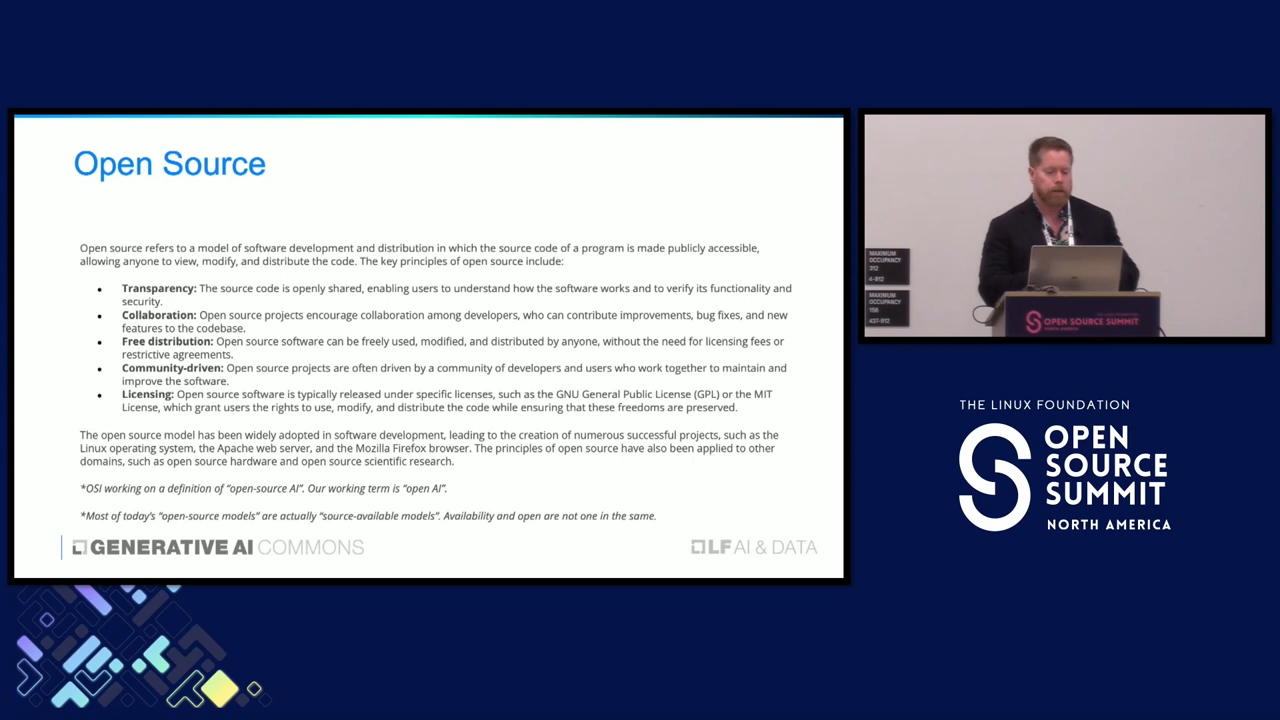 Open Source
Open source refers to a model of software development and distribution in which the source code of a program is made publicly accessible,
allowing anyone to view, modify, and distribute the code. The key principles of open source include:
● Transparency: The source code is openly shared, enabling users to understand how the software works and to verify its functionality and
security.
● Collaboration: Open source projects encourage collaboration among developers, who can contribute improvements, bug fixes, and new
features to the codebase.
● Free distribution: Open source software can be freely used, modified, and distributed by anyone, without the need for licensing fees or
restrictive agreements.
● Community-driven: Open source projects are often driven by a community of developers and users who work together to maintain and
improve the software.
● Licensing: Open source software is typically released under specific licenses, such as the GNU General Public License (GPL) or the MIT
License, which grant users the rights to use, modify, and distribute the code while ensuring that these freedoms are preserved.
The open source model has been widely adopted in software development, leading to the creation of numerous successful projects, such as the
Linux operating system, the Apache web server, and the Mozilla Firefox browser. The principles of open source have also been applied to other
domains, such as open source hardware and open source scientific research.
*OSI working on a definition of “open-source AI”. Our working term is “open AI”.
*Most of today’s “open-source models” are actually “source-available models”. Availability and open are not one in the same.
GENERATIVE AI COMMONS
LF AI & DATA
MAXIMUM
OCCUPANCY
312
MAXIMUM
OCCUPANCY
156
OPEN SOURCE SUMMIT
THE LINUX FOUNDATION
OPEN
SOURCE
SUMMIT
NORTH AMERICA